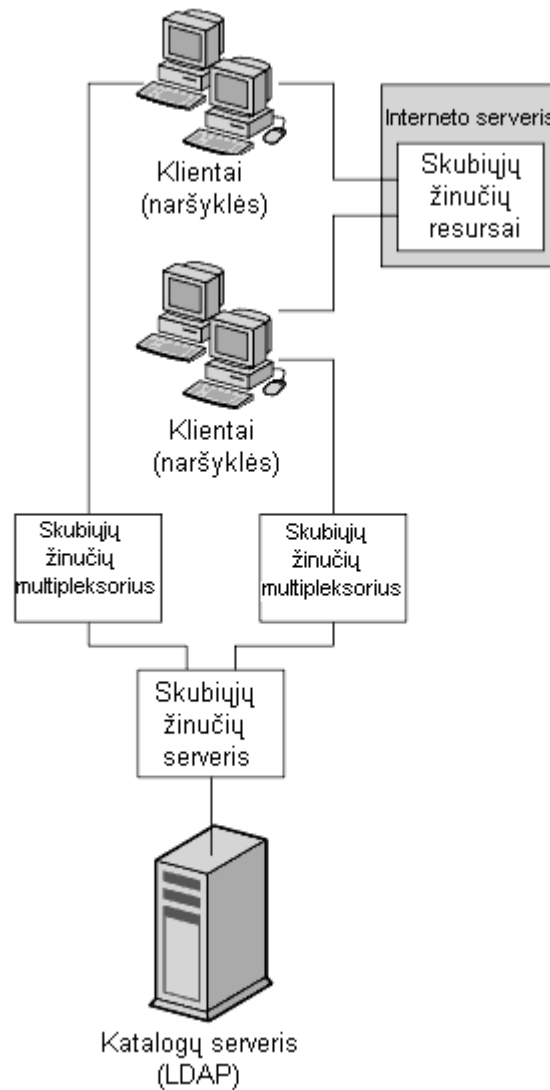 Klientai
(naršyklės)
Interneto serveris
Skubiųjų
žinučių
resursai
Klientai
(naršyklės)
Skubiųjų
žinučių
multipleksorius
Skubiųjų
žinučių
multipleksorius
Skubiųjų
žinučių
serveris
Katalogų serveris
(LDAP)